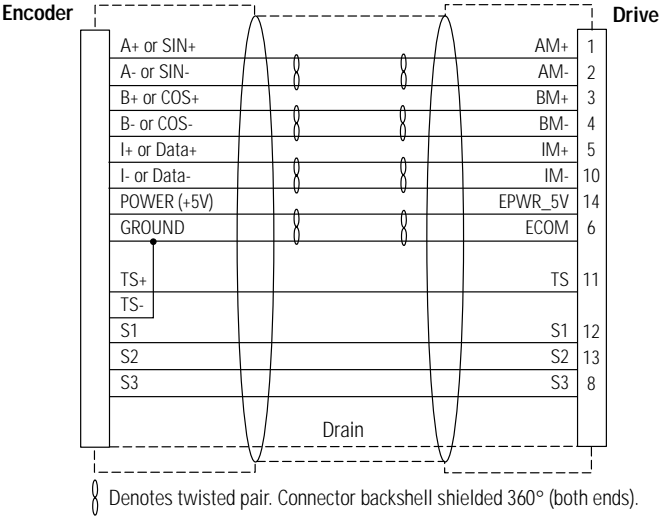 Encoder Drive
A+ or SIN+ AM+ 1
A- or SIN- AM- 2
B+ or COS+ BM+ 3
B- or COS- BM- 4
I+ or Data+ IM+ 5
I- or Data- IM- 10
POWER (+5V) EPWR_5V 14
GROUND ECOM 6
TS+ TS 11
TS-
S1 S1 12
S2 S2 13
S3 S3 8
Drain
Denotes twisted pair. Connector backshell shielded 360° (both ends).